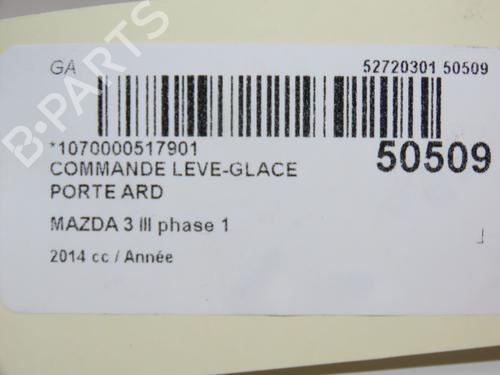 GA
52720301 50509
*1070000517901
50509
COMMANDE LEVE-GLACE
PORTE ARD
MAZDA 3 III phase 1
2014 cc / Année
B-PARTS